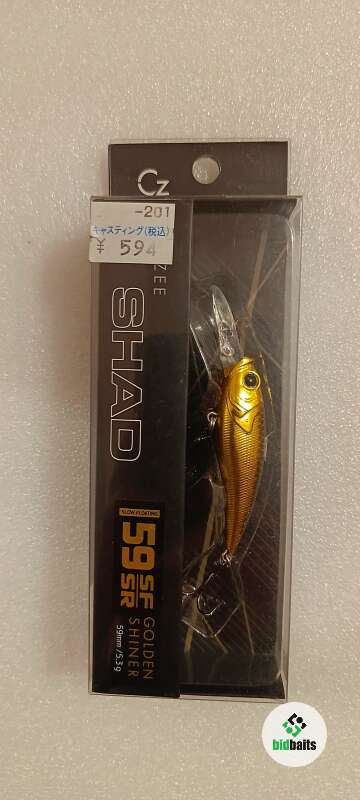 Cz
-201
キャスティング(税込)
¥ 594
ZEE
SHAD
SLOW FLOATING
59 SF
SR
GOLDEN
SHINER
59mm/5.3g
bidbaits